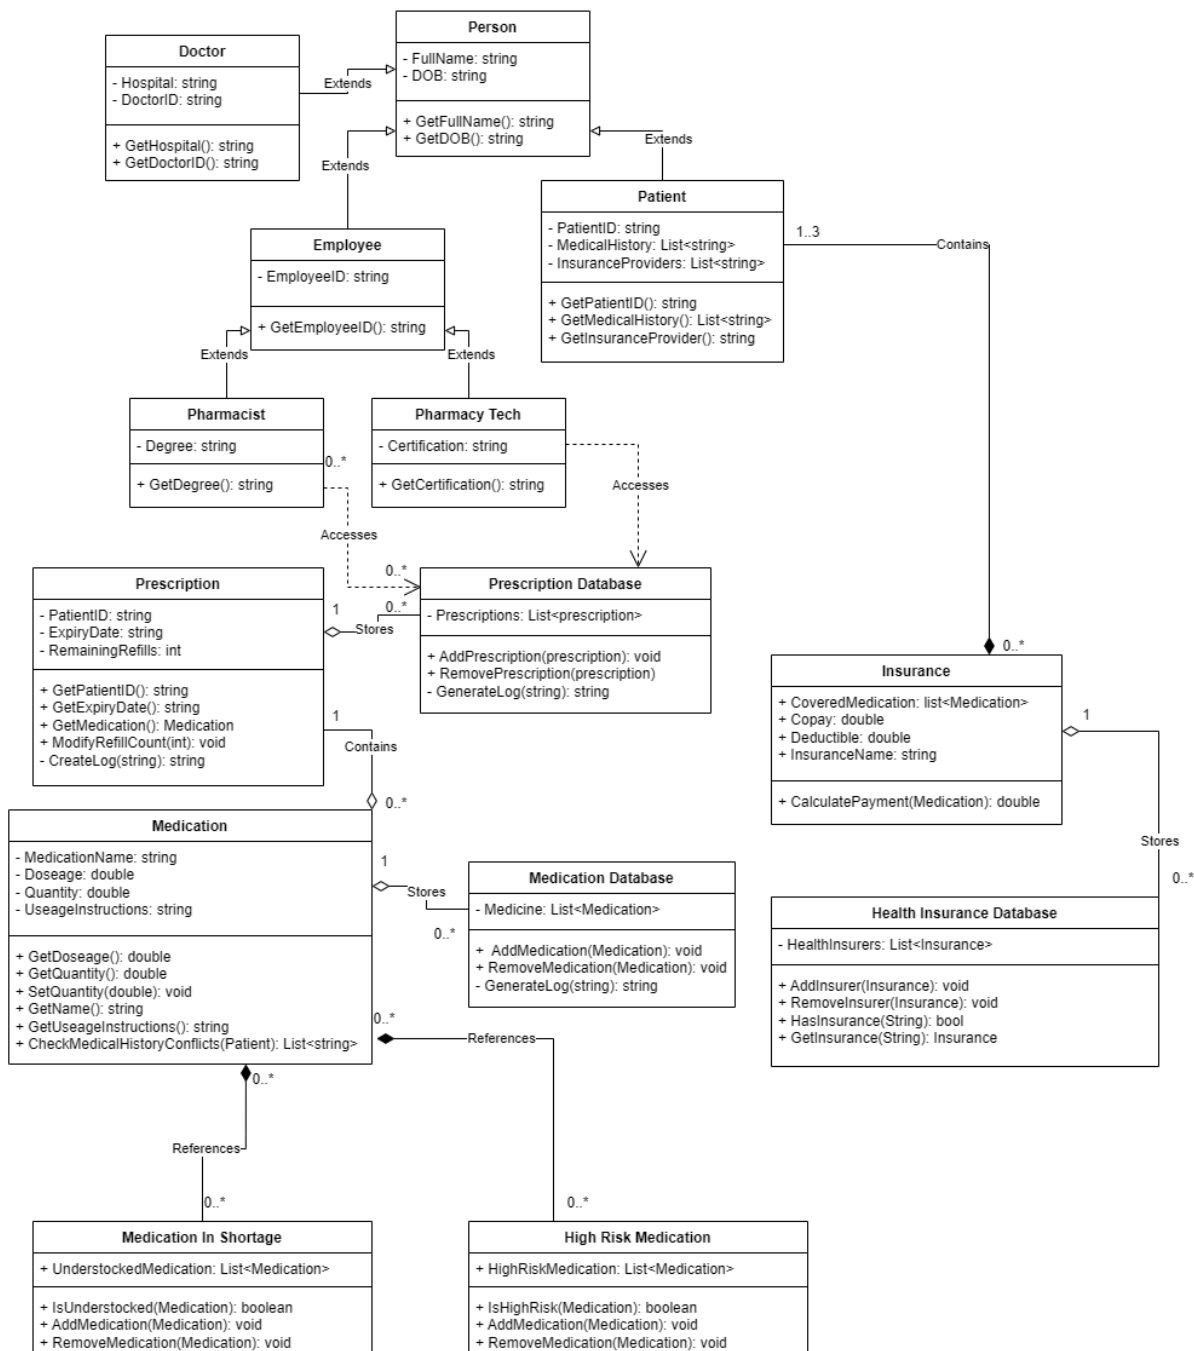 Person
- FullName: string
- DOB: string
+ GetFullName(): string
+ GetDOB(): string
Doctor
- Hospital: string
- DoctorID: string
+ GetHospital(): string
+ GetDoctorID(): string
Extends
Extends
Extends
Patient
- PatientID: string
- MedicalHistory: List<string>
- InsuranceProviders: List<string>
+ GetPatientID(): string
+ GetMedicalHistory(): List<string>
+ GetInsuranceProvider(): string
1..3
Contains
Employee
- EmployeeID: string
+ GetEmployeeID(): string
Extends
Extends
Pharmacist
- Degree: string
+ GetDegree(): string
0..*
Pharmacy Tech
- Certification: string
+ GetCertification(): string
Accesses
Accesses
0..*
Prescription
- PatientID: string
- ExpiryDate: string
- RemainingRefills: int
+ GetPatientID(): string
+ GetExpiryDate(): string
+ GetMedication(): Medication
+ ModifyRefillCount(int): void
- CreateLog(string): string
1
0..*
Stores
Prescription Database
- Prescriptions: List<prescription>
+ AddPrescription(prescription): void
+ RemovePrescription(prescription)
- GenerateLog(string): string
0..*
Insurance
+ CoveredMedication: list<Medication>
+ Copay: double
+ Deductible: double
+ InsuranceName: string
+ CalculatePayment(Medication): double
1
Stores
0..*
1
Contains
0..*
Medication
- MedicationName: string
- Doseage: double
- Quantity: double
- UseageInstructions: string
+ GetDoseage(): double
+ GetQuantity(): double
+ SetQuantity(double): void
+ GetName(): string
+ GetUseageInstructions(): string
+ CheckMedicalHistoryConflicts(Patient): List<string>
1
Stores
0..*
Medication Database
- Medicine: List<Medication>
+ AddMedication(Medication): void
+ RemoveMedication(Medication): void
- GenerateLog(string): string
Health Insurance Database
- HealthInsurers: List<Insurance>
+ AddInsurer(Insurance): void
+ RemoveInsurer(Insurance): void
+ HasInsurance(String): bool
+ GetInsurance(String): Insurance
0..*
References
0..*
References
0..*
0..*
Medication In Shortage
+ UnderstockedMedication: List<Medication>
+ IsUnderstocked(Medication): boolean
+ AddMedication(Medication): void
+ RemoveMedication(Medication): void
High Risk Medication
+ HighRiskMedication: List<Medication>
+ IsHighRisk(Medication): boolean
+ AddMedication(Medication): void
+ RemoveMedication(Medication): void